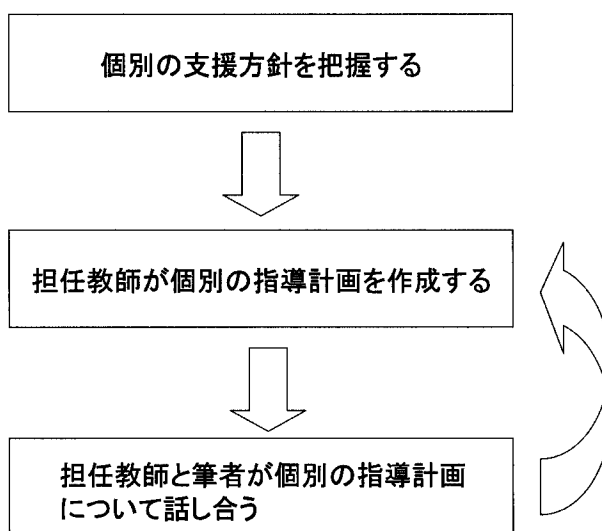 個別の支援方針を把握する
担任教師が個別の指導計画を作成する
担任教師と筆者が個別の指導計画
について話し合う